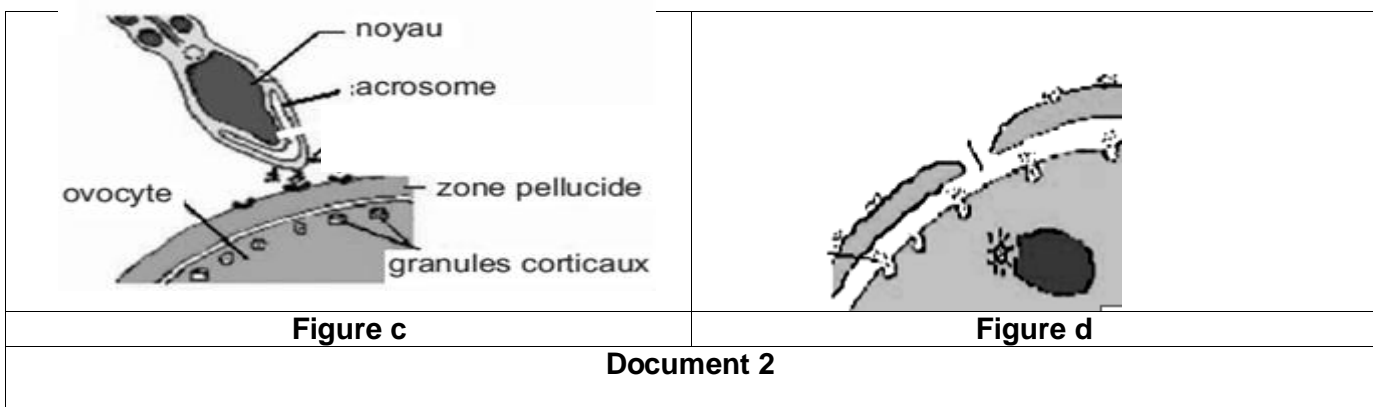 noyau
:acrosome
ovocyte
zone pellucide
granules corticaux
Figure c
Figure d
Document 2